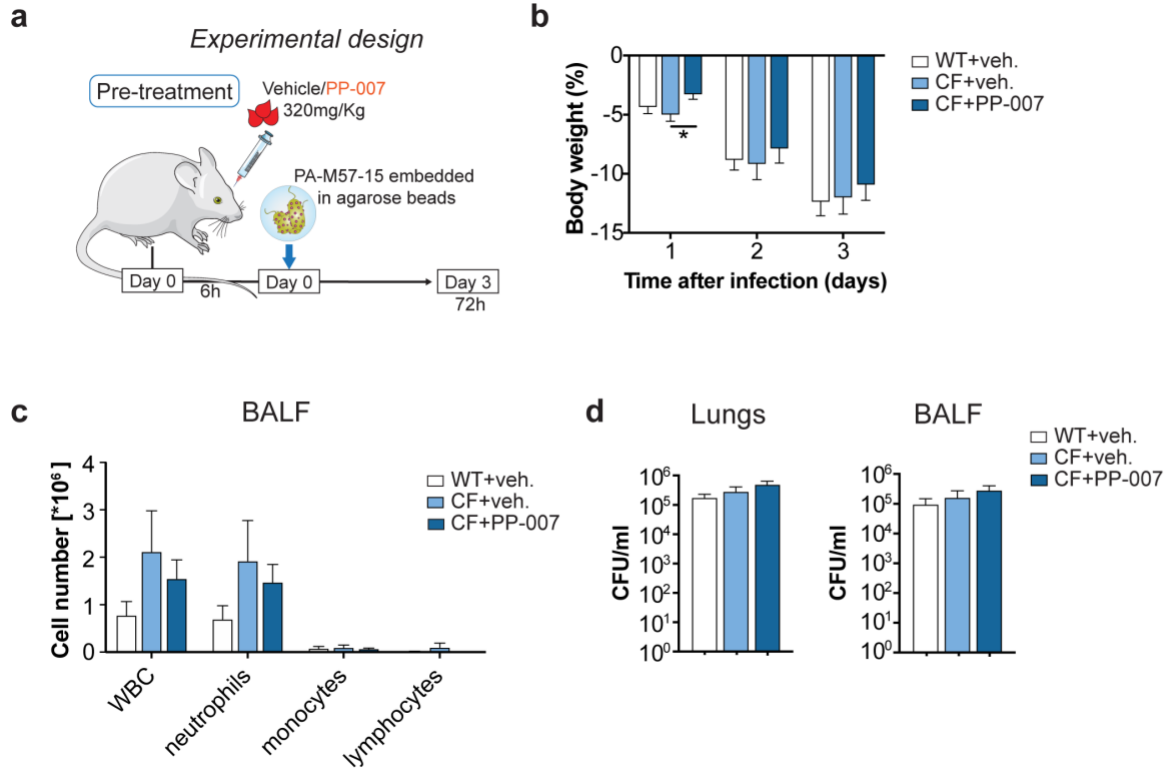 a
Experimental design
Pre-treatment
Vehicle/PP-007
320mg/Kg
PA-M57-15 embedded
in agarose beads
Day 0
6h
Day 0
Day 3
72h
b
Body weight (%)
0
-5
-10
-15
*
1
2
3
Time after infection (days)
WT+veh.
CF+veh.
CF+PP-007
c
BALF
Cell number [*10⁶]
4
3
2
1
0
WBC
neutrophils
monocytes
lymphocytes
WT+veh.
CF+veh.
CF+PP-007
d
Lungs
CFU/ml
10⁶
10⁵
10⁴
10³
10²
10¹
10⁰
BALF
CFU/ml
10⁶
10⁵
10⁴
10³
10²
10¹
10⁰
WT+veh.
CF+veh.
CF+PP-007